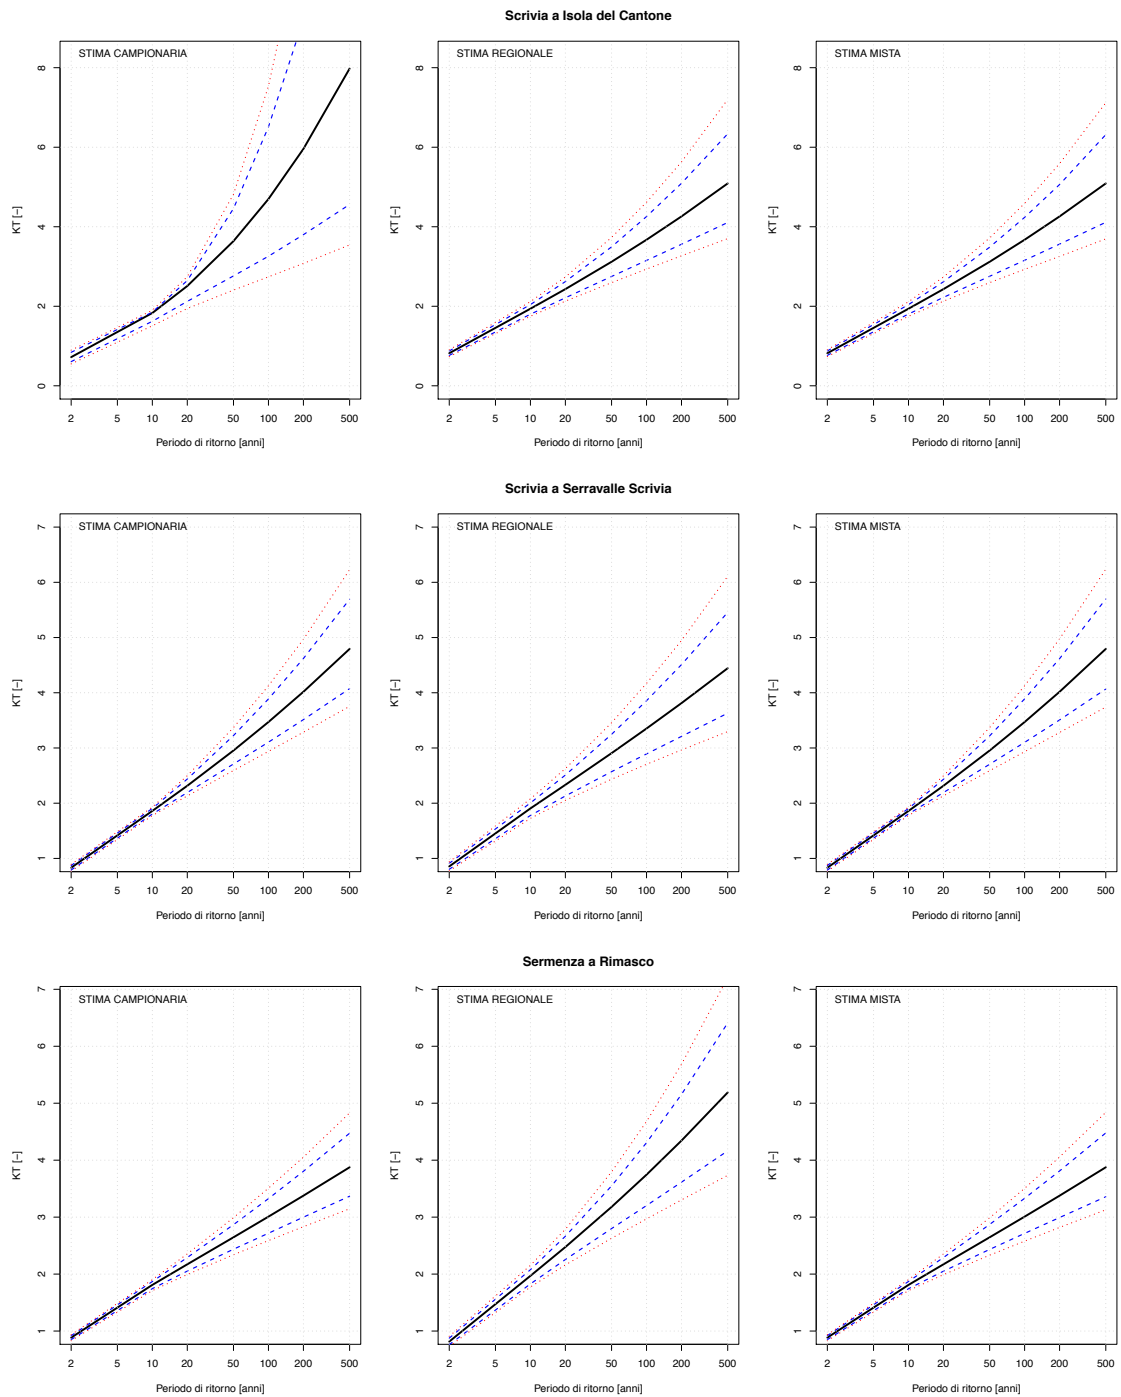 Scrivia a Isola del Cantone
STIMA CAMPIONARIA
STIMA REGIONALE
STIMA MISTA
KT [−]
KT [−]
KT [−]
0 2 4 6 8
0 2 4 6 8
0 2 4 6 8
2 5 10 20 50 100 200 500
2 5 10 20 50 100 200 500
2 5 10 20 50 100 200 500
Periodo di ritorno [anni]
Periodo di ritorno [anni]
Periodo di ritorno [anni]
Scrivia a Serravalle Scrivia
STIMA CAMPIONARIA
STIMA REGIONALE
STIMA MISTA
KT [−]
KT [−]
KT [−]
1 2 3 4 5 6 7
1 2 3 4 5 6 7
1 2 3 4 5 6 7
2 5 10 20 50 100 200 500
2 5 10 20 50 100 200 500
2 5 10 20 50 100 200 500
Periodo di ritorno [anni]
Periodo di ritorno [anni]
Periodo di ritorno [anni]
Sermenza a Rimasco
STIMA CAMPIONARIA
STIMA REGIONALE
STIMA MISTA
KT [−]
KT [−]
KT [−]
1 2 3 4 5 6 7
1 2 3 4 5 6 7
1 2 3 4 5 6 7
2 5 10 20 50 100 200 500
2 5 10 20 50 100 200 500
2 5 10 20 50 100 200 500
Periodo di ritorno [anni]
Periodo di ritorno [anni]
Periodo di ritorno [anni]